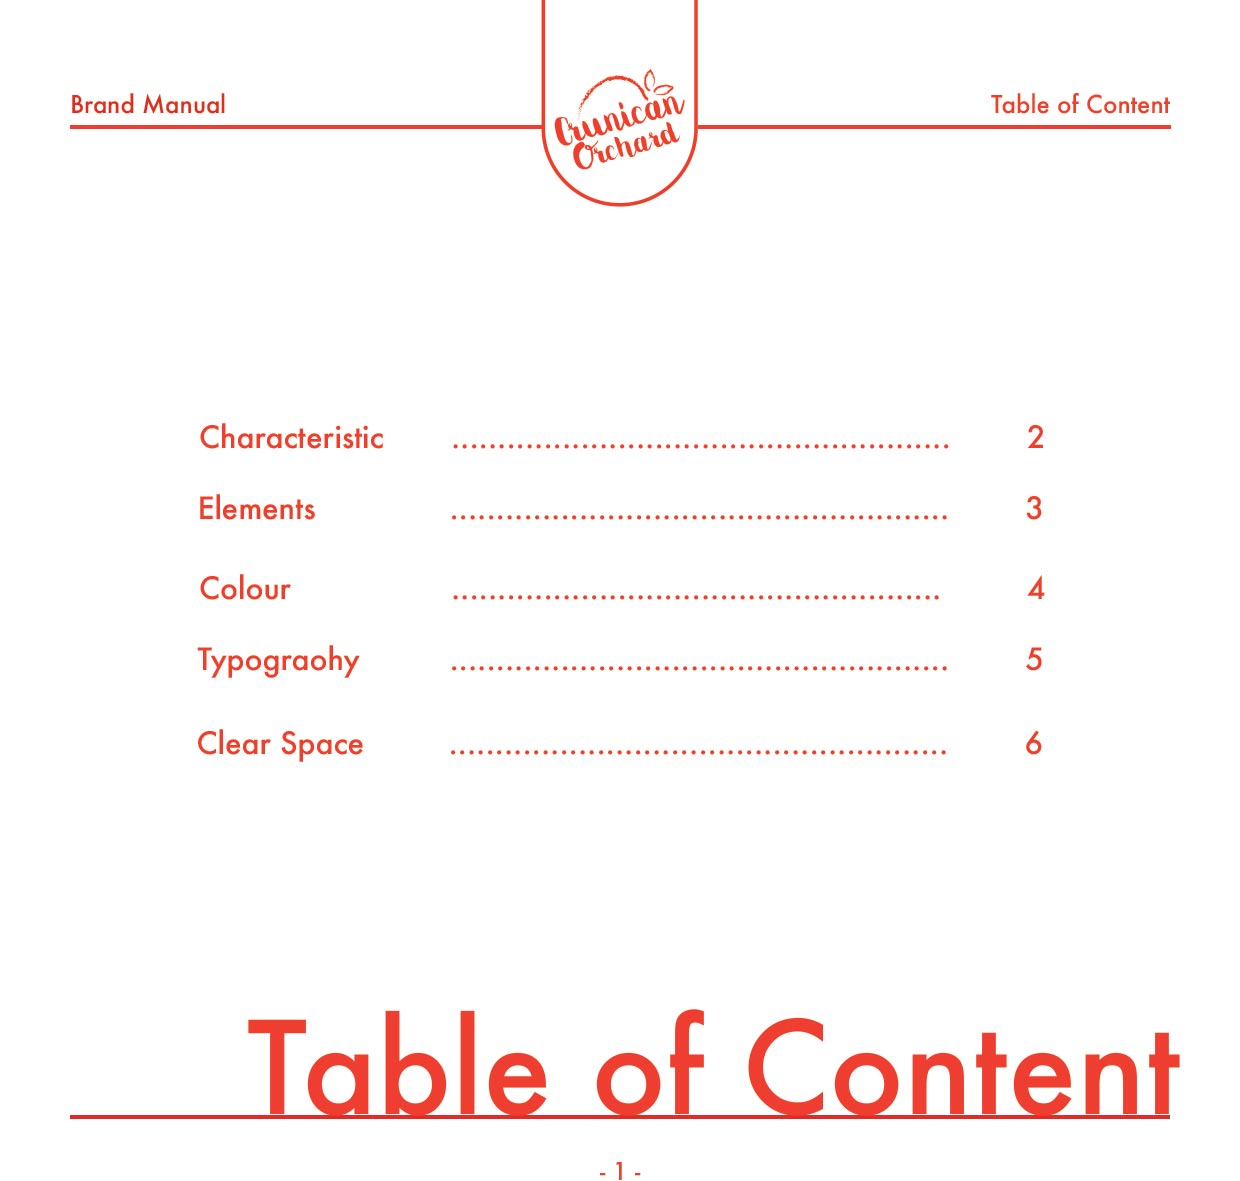 Brand Manual
Crunican
Orchard
Table of Content
Characteristic ...................................................... 2
Elements ...................................................... 3
Colour ..................................................... 4
Typograohy ...................................................... 5
Clear Space ...................................................... 6
Table of Content
- 1 -